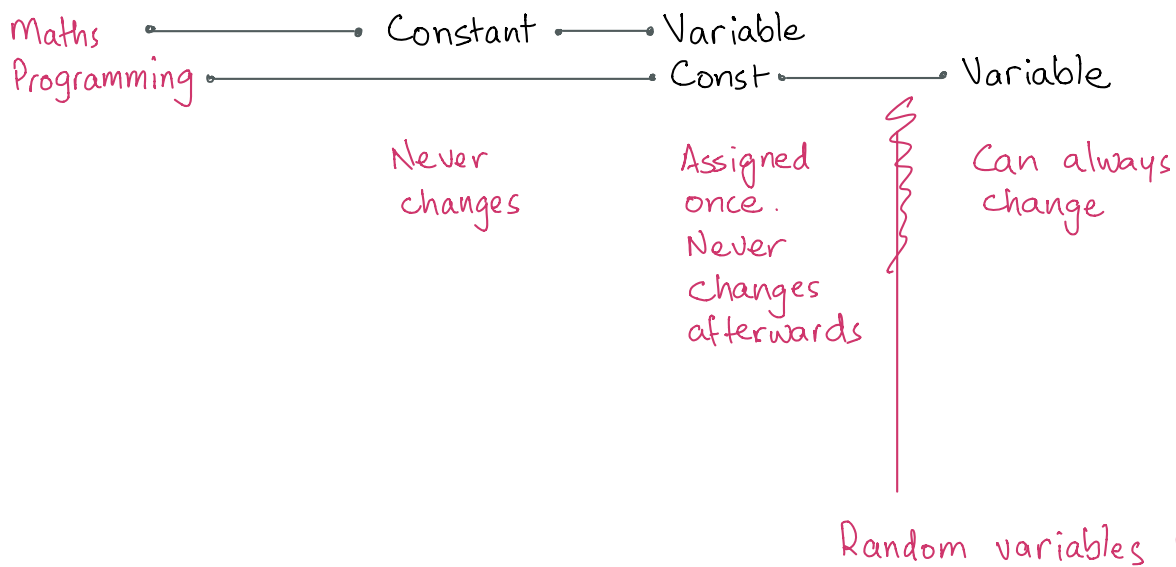 Maths Constant Variable
Programming Const Variable
Never changes
Assigned once. Never changes afterwards
Can always change
Random variables